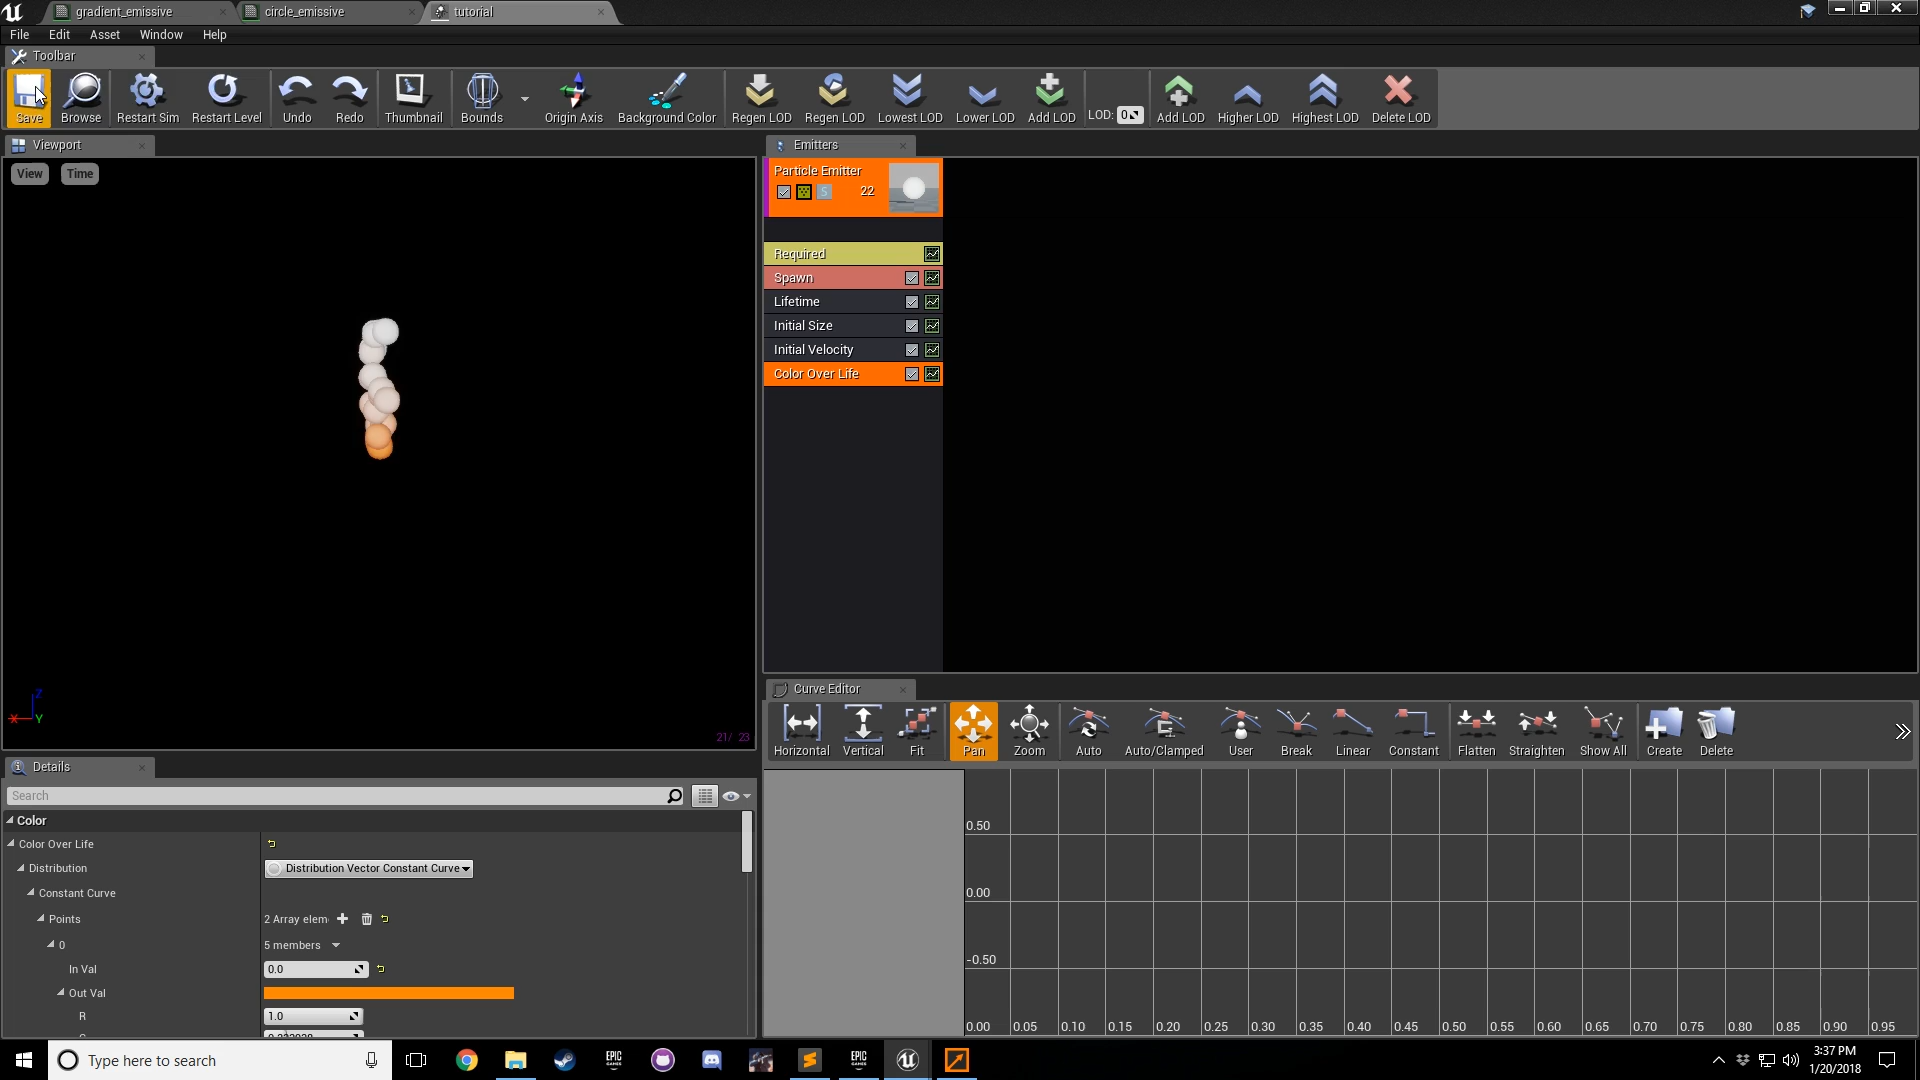 gradient_emissive
circle_emissive
tutorial
File Edit Asset Window Help
Toolbar
Save
Browse
Restart Sim
Restart Level
Undo
Redo
Thumbnail
Bounds
Origin Axis
Background Color
Regen LOD
Regen LOD
Lowest LOD
Lower LOD
Add LOD
LOD: 0
Add LOD
Higher LOD
Highest LOD
Delete LOD
Viewport
View
Time
Z
X
Y
21/ 23
Emitters
Particle Emitter
S
22
Required
Spawn
Lifetime
Initial Size
Initial Velocity
Color Over Life
Curve Editor
Horizontal
Vertical
Fit
Pan
Zoom
Auto
Auto/Clamped
User
Break
Linear
Constant
Flatten
Straighten
Show All
Create
Delete
0.50
0.00
-0.50
0.00 0.05 0.10 0.15 0.20 0.25 0.30 0.35 0.40 0.45 0.50 0.55 0.60 0.65 0.70 0.75 0.80 0.85 0.90 0.95
Details
Search
Color
Color Over Life
Distribution
Distribution Vector Constant Curve
Constant Curve
Points
2 Array elem
0
5 members
In Val
0.0
Out Val
R
1.0
Type here to search
EPIC GAMES
EPIC GAMES
3:37 PM
1/20/2018